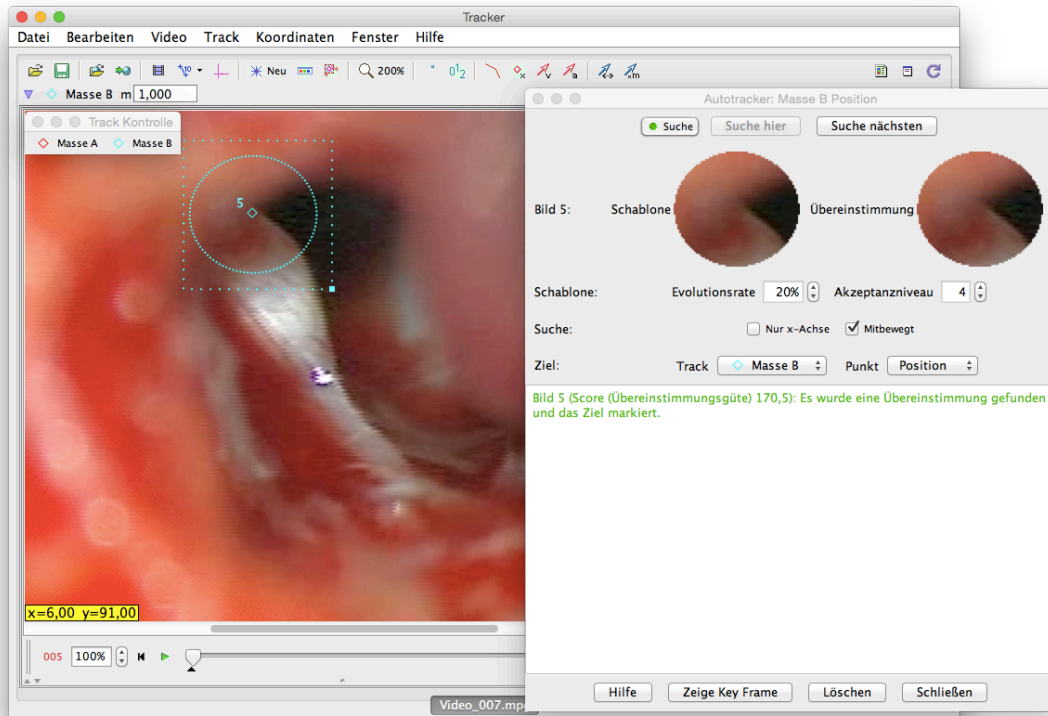 Tracker
Datei Bearbeiten Video Track Koordinaten Fenster Hilfe
Neu 200%
Masse B m 1,000
Track Kontrolle
Masse A Masse B
5
x=6,00 y=91,00
005 100%
Autotracker: Masse B Position
Suche Suche hier Suche nächsten
Bild 5: Schablone Übereinstimmung
Schablone: Evolutionsrate 20% Akzeptanzniveau 4
Suche: Nur x-Achse Mitbewegt
Ziel: Track Masse B Punkt Position
Bild 5 (Score (Übereinstimmungsgüte) 170,5): Es wurde eine Übereinstimmung gefunden
und das Ziel markiert.
Hilfe Zeige Key Frame Löschen Schließen
Video_007.mp